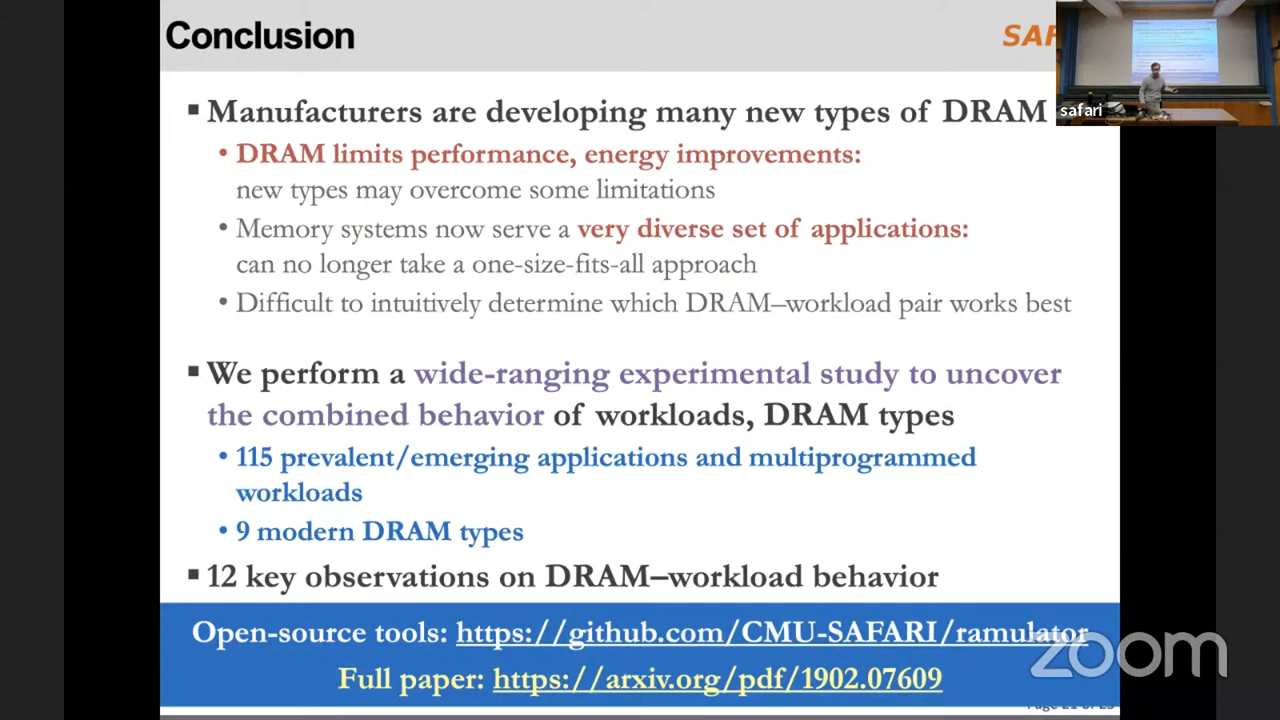 Conclusion
SAF
safari
▪ Manufacturers are developing many new types of DRAM
• DRAM limits performance, energy improvements:
new types may overcome some limitations
• Memory systems now serve a very diverse set of applications:
can no longer take a one-size-fits-all approach
• Difficult to intuitively determine which DRAM–workload pair works best
▪ We perform a wide-ranging experimental study to uncover
the combined behavior of workloads, DRAM types
• 115 prevalent/emerging applications and multiprogrammed
workloads
• 9 modern DRAM types
▪ 12 key observations on DRAM–workload behavior
Open-source tools: https://github.com/CMU-SAFARI/ramulator
zoom
Full paper: https://arxiv.org/pdf/1902.07609
Page 21 of 25